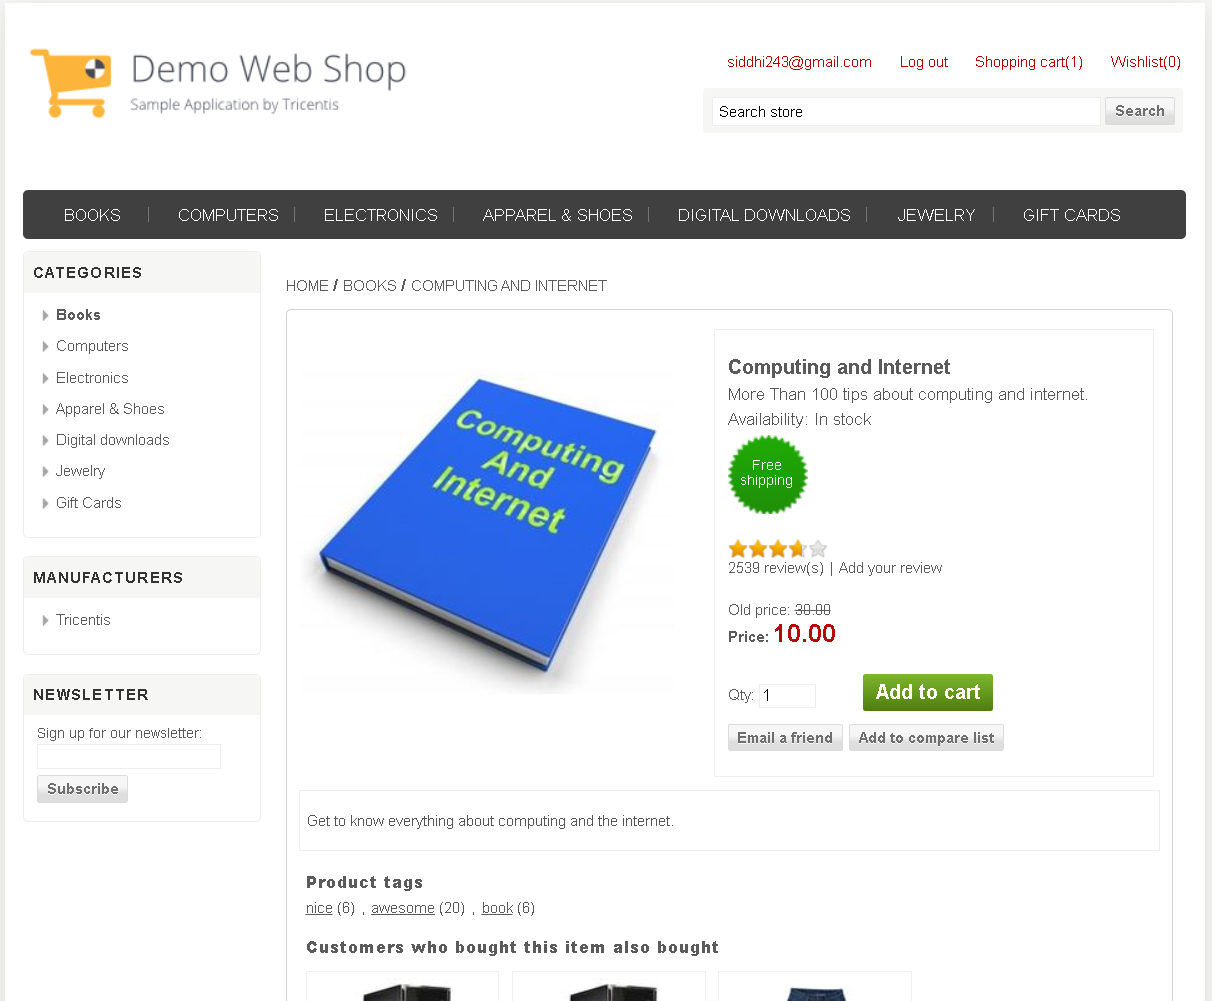 Demo Web Shop
Sample Application by Tricentis
siddhi243@gmail.com Log out Shopping cart(1) Wishlist(0)
Search store Search
BOOKS COMPUTERS ELECTRONICS APPAREL & SHOES DIGITAL DOWNLOADS JEWELRY GIFT CARDS
CATEGORIES
Books
Computers
Electronics
Apparel & Shoes
Digital downloads
Jewelry
Gift Cards
MANUFACTURERS
Tricentis
NEWSLETTER
Sign up for our newsletter:
Subscribe
HOME / BOOKS / COMPUTING AND INTERNET
Computing
And
Internet
Computing and Internet
More Than 100 tips about computing and internet.
Availability: In stock
Free
shipping
2539 review(s) | Add your review
Old price: 30.00
Price: 10.00
Qty: 1 Add to cart
Email a friend Add to compare list
Get to know everything about computing and the internet.
Product tags
nice (6) , awesome (20) , book (6)
Customers who bought this item also bought